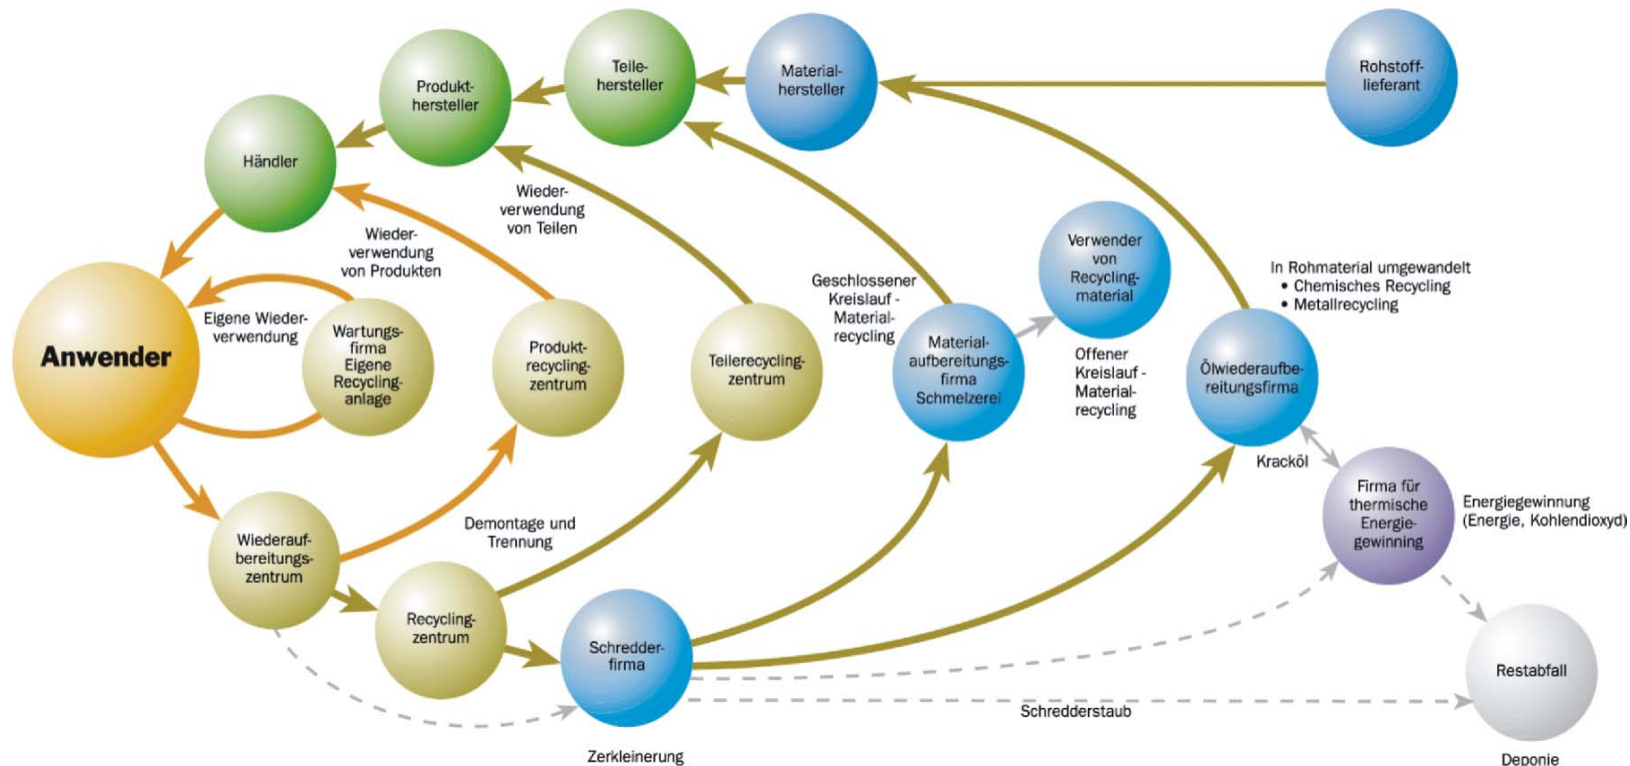 Rohstoff-
lieferant
Material-
hersteller
Teile-
hersteller
Produkt-
hersteller
Händler
Anwender
Wieder-
verwendung
von Teilen
Wieder-
verwendung
von Produkten
Eigene Wieder-
verwendung
Wartungs-
firma
Eigene
Recycling-
anlage
Produkt-
recycling-
zentrum
Teilerecycling-
zentrum
Geschlossener
Kreislauf -
Material-
recycling
Material-
aufbereitungs-
firma
Schmelzerei
Verwender
von
Recycling-
material
Offener
Kreislauf -
Material-
recycling
In Rohmaterial umgewandelt
• Chemisches Recycling
• Metallrecycling
Ölwiederaufbe-
reitungsfirma
Kracköl
Firma für
thermische
Energie-
gewinning
Energiegewinnung
(Energie, Kohlendioxyd)
Wiederauf-
bereitungs-
zentrum
Demontage und
Trennung
Recycling-
zentrum
Schredder-
firma
Zerkleinerung
Schredderstaub
Restabfall
Deponie